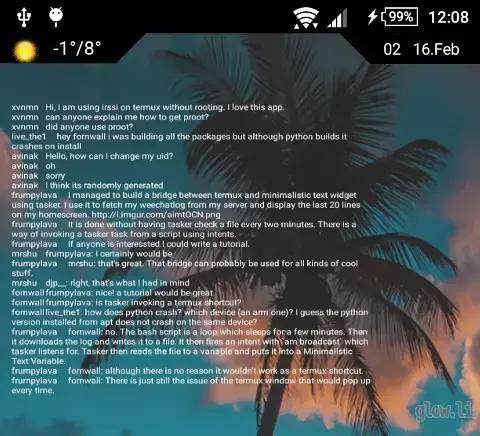 99% 12:08
-1°/8° 02 16.Feb
xvnmn Hi, i am using irssi on termux without rooting. I love this app.
xvnmn can anyone explain me how to get proot?
xvnmn did anyone use proot?
live_the1 hey fornwall i was building all the packages but although python builds it
crashes on install
avinak Hello, how can I change my uid?
avinak oh
avinak sorry
avinak I think its randomly generated
frumpylava I managed to build a bridge between termux and minimalistic text widget
using tasker. I use it to fetch my weechatlog from my server and display the last 20 lines
on my homescreen. http://i.imgur.com/aimtOCN.png
frumpylava It is done without having tasker check a file every two minutes. There is a
way of invoking a tasker task from a script using intents.
frumpylava If anyone is interessted I could write a tutorial.
mrshu frumpylava: I certainly would be
frumpylava mrshu: that's great. That bridge can probably be used for all kinds of cool
stuff.
mrshu djp__: right, that's what I had in mind
fornwall frumpylava: nice! a tutorial would be great
fornwall frumpylava: is tasker invoking a termux shortcut?
fornwall live_the1: how does python crash? which device (an arm one)? I guess the python
version installed from apt does not crash on the same device?
frumpylava fornwall: no. The bash script is a loop which sleeps for a few minutes. Then
it downloads the log and writes it to a file. It then fires an intent with`am broadcast` which
tasker listens for. Tasker then reads the file to a variable and puts it into a Minimalistic
Text Variable.
frumpylava fornwall: although there is no reason it wouldn't work as a termux shortcut.
frumpylava fornwall: There is just still the issue of the termux window that would pop up
every time.
glow.li